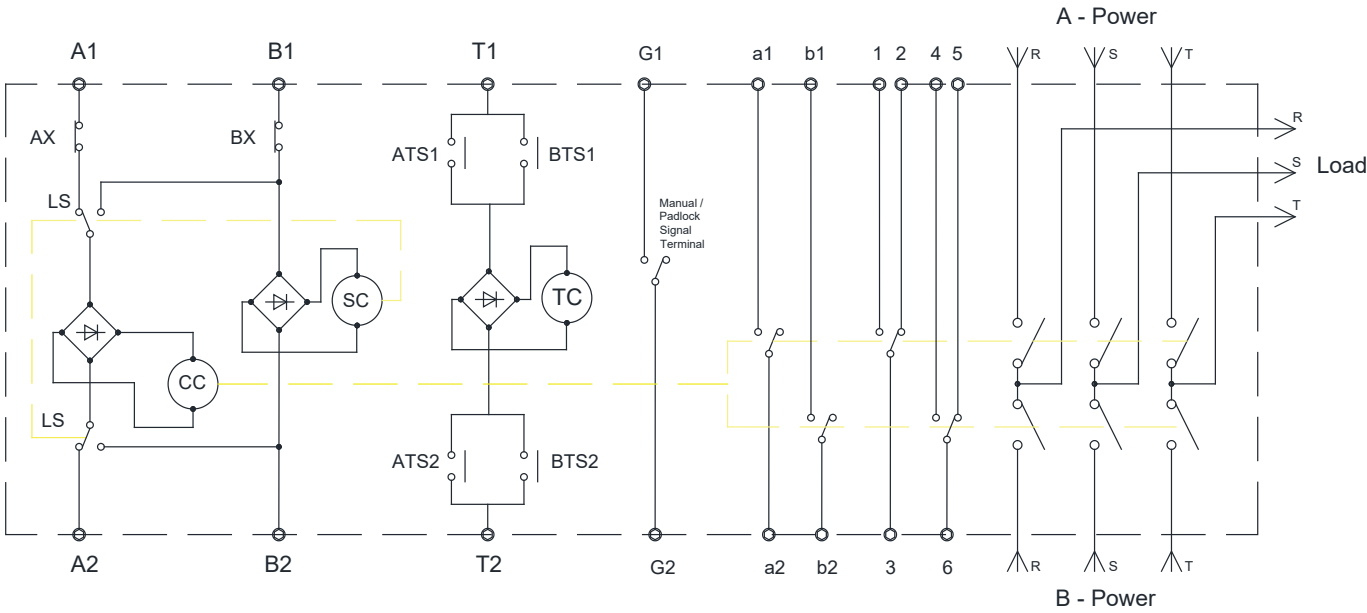 A - Power
A1
B1
T1
G1
a1
b1
1
2
4
5
R
S
T
R
AX
BX
ATS1
BTS1
S
Load
LS
T
Manual /
Padlock
Signal
Terminal
SC
TC
CC
LS
ATS2
BTS2
A2
B2
T2
G2
a2
b2
3
6
R
S
T
B - Power